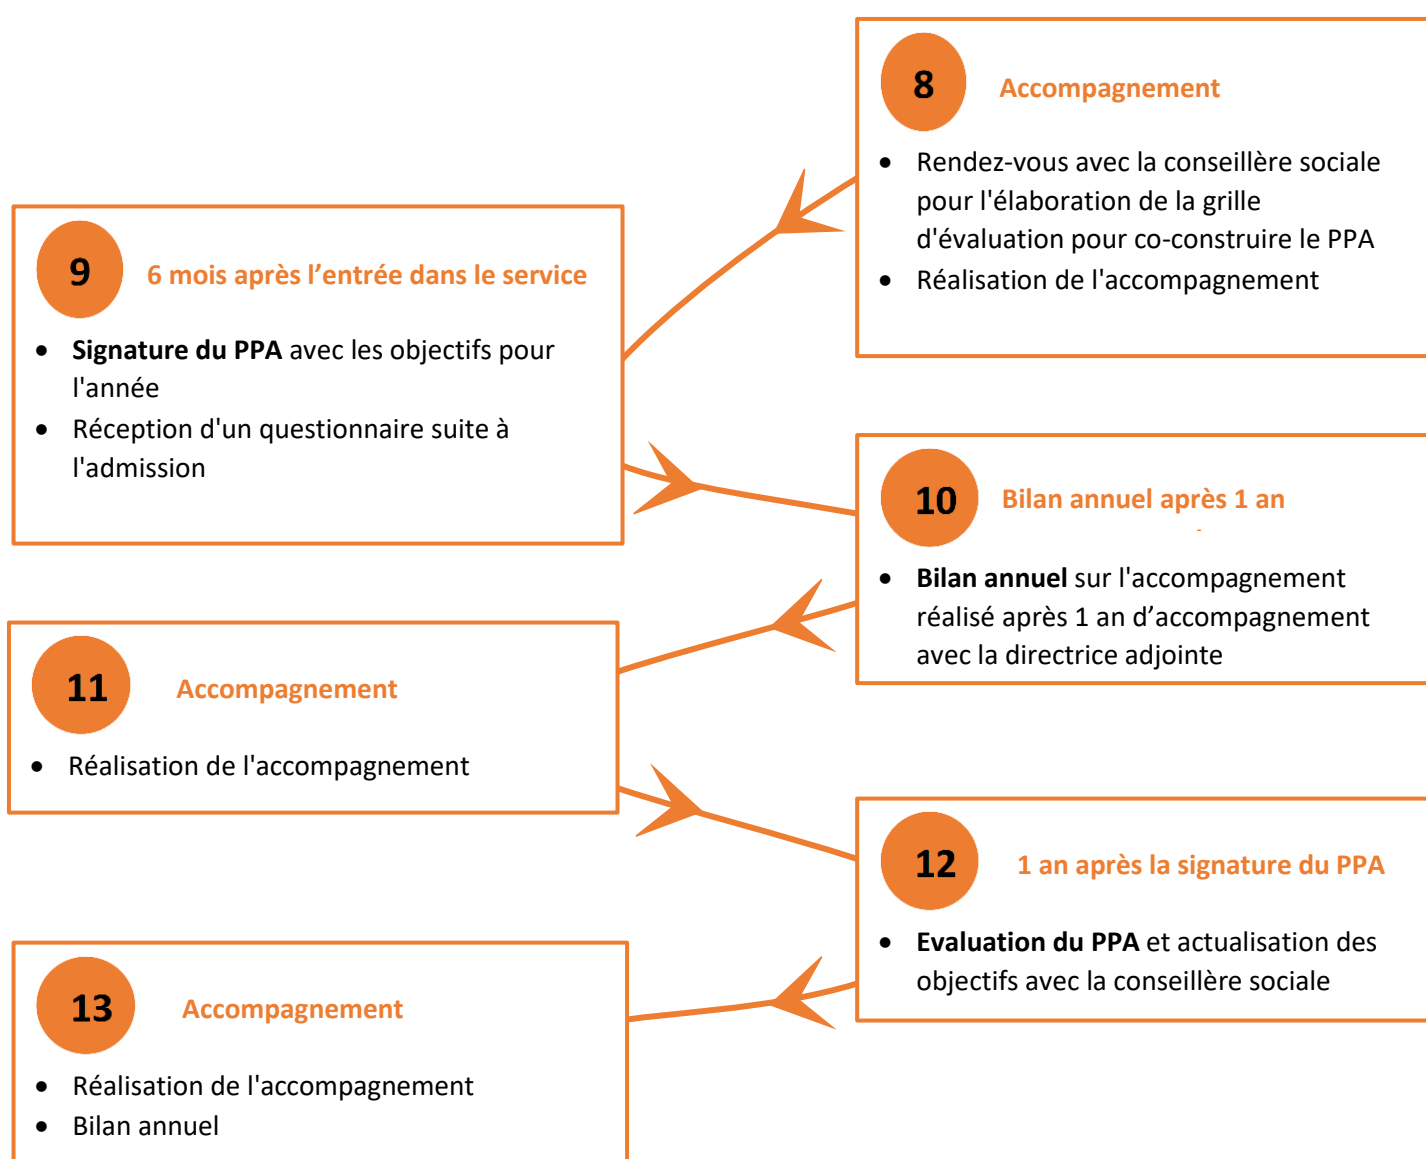 8
Accompagnement
• Rendez-vous avec la conseillère sociale
pour l'élaboration de la grille
d'évaluation pour co-construire le PPA
• Réalisation de l'accompagnement
9
6 mois après l’entrée dans le service
• Signature du PPA avec les objectifs pour
l'année
• Réception d'un questionnaire suite à
l'admission
10
Bilan annuel après 1 an
• Bilan annuel sur l'accompagnement
réalisé après 1 an d’accompagnement
avec la directrice adjointe
11
Accompagnement
• Réalisation de l'accompagnement
12
1 an après la signature du PPA
• Evaluation du PPA et actualisation des
objectifs avec la conseillère sociale
13
Accompagnement
• Réalisation de l'accompagnement
• Bilan annuel